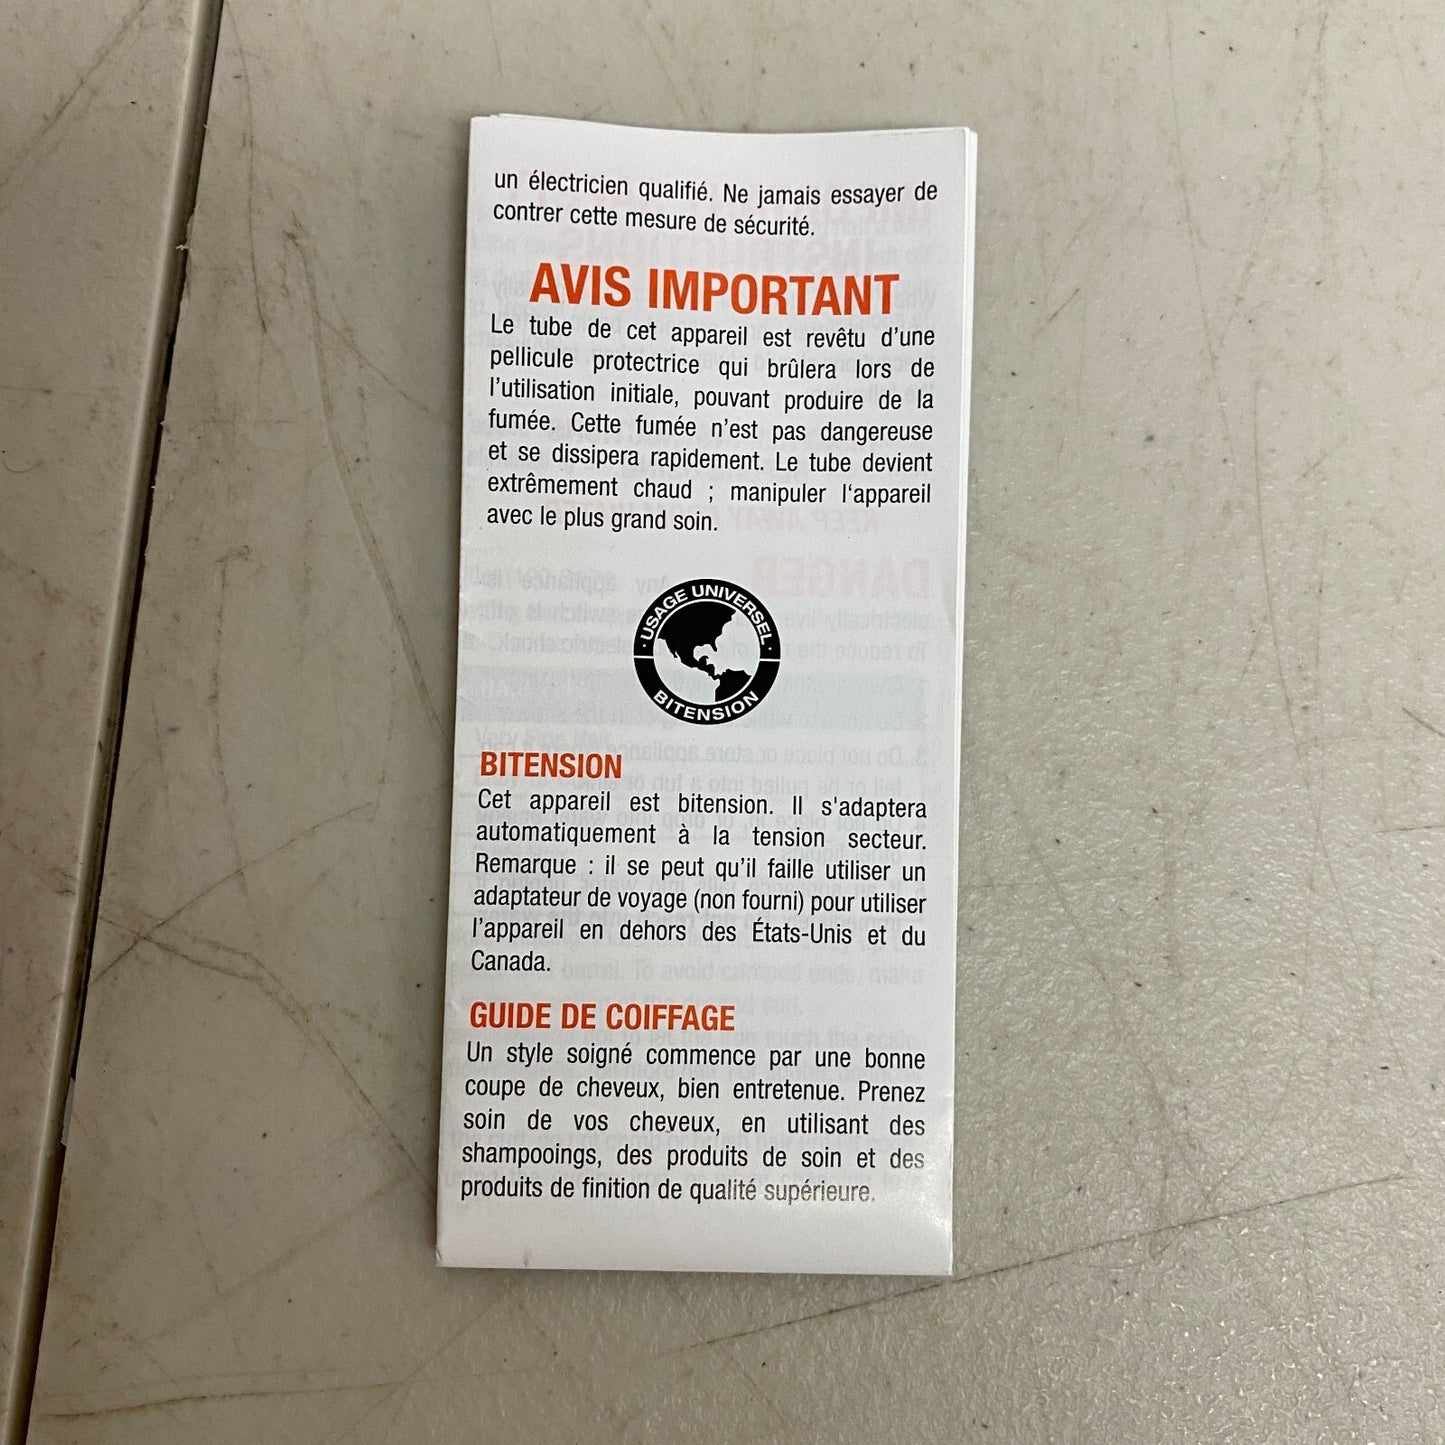 un électricien qualifié. Ne jamais essayer de
contrer cette mesure de sécurité.
AVIS IMPORTANT
Le tube de cet appareil est revêtu d’une
pellicule protectrice qui brûlera lors de
l’utilisation initiale, pouvant produire de la
fumée. Cette fumée n’est pas dangereuse
et se dissipera rapidement. Le tube devient
extrêmement chaud ; manipuler l‘appareil
avec le plus grand soin.
· USAGE UNIVERSEL ·
BITENSION
BITENSION
Cet appareil est bitension. Il s'adaptera
automatiquement à la tension secteur.
Remarque : il se peut qu’il faille utiliser un
adaptateur de voyage (non fourni) pour utiliser
l’appareil en dehors des États-Unis et du
Canada.
GUIDE DE COIFFAGE
Un style soigné commence par une bonne
coupe de cheveux, bien entretenue. Prenez
soin de vos cheveux, en utilisant des
shampooings, des produits de soin et des
produits de finition de qualité supérieure.